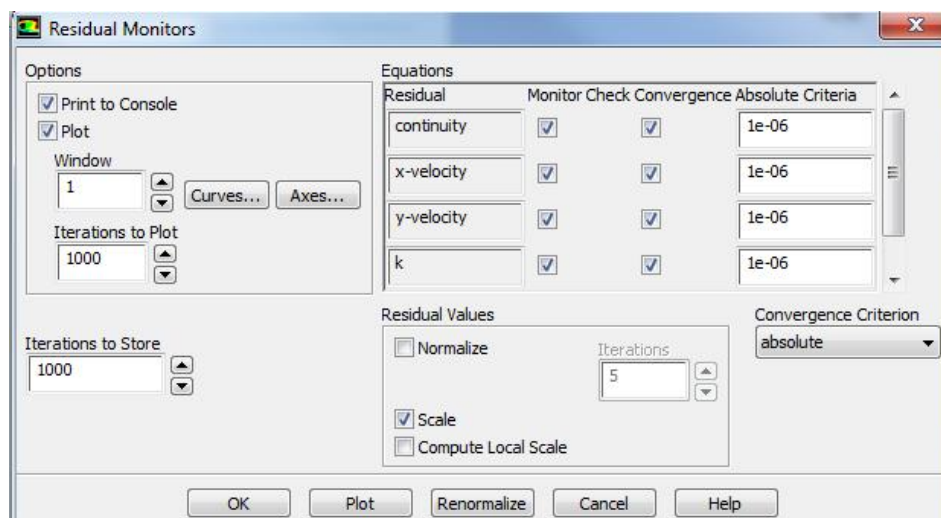 Residual Monitors
Options
Print to Console
Plot
Window
1
Curves...
Axes...
Iterations to Plot
1000
Iterations to Store
1000
Equations
Residual Monitor Check Convergence Absolute Criteria
continuity 1e-06
x-velocity 1e-06
y-velocity 1e-06
k 1e-06
Residual Values
Normalize
Iterations
5
Scale
Compute Local Scale
Convergence Criterion
absolute
OK Plot Renormalize Cancel Help